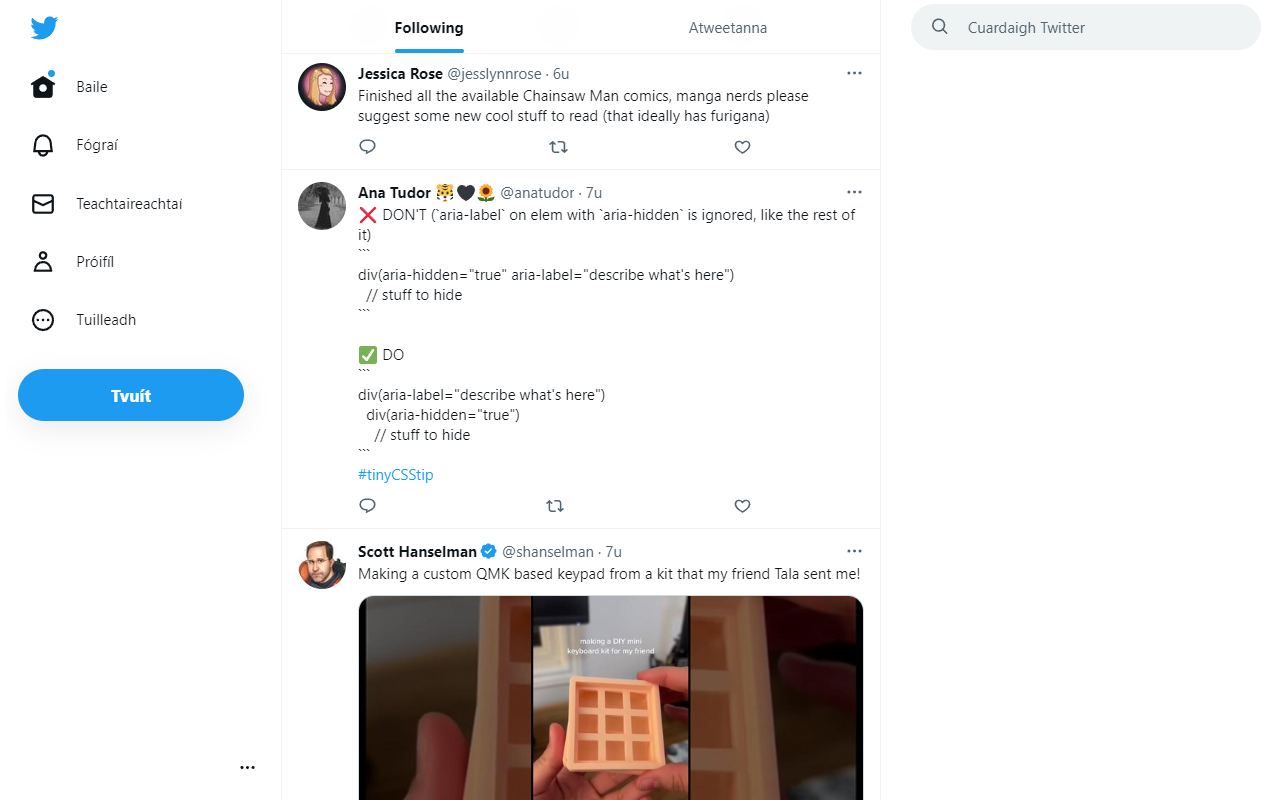 Following
Atweetanna
Cuardaigh Twitter
Baile
Fógraí
Teachtaireachtaí
Próifíl
Tuilleadh
Tvuít
Jessica Rose @jesslynnrose · 6u
Finished all the available Chainsaw Man comics, manga nerds please
suggest some new cool stuff to read (that ideally has furigana)
Ana Tudor 🐯🖤🌻 @anatudor · 7u
❌ DON'T (`aria-label` on elem with `aria-hidden` is ignored, like the rest of
it)
```
div(aria-hidden="true" aria-label="describe what's here")
  // stuff to hide
```
✅ DO
```
div(aria-label="describe what's here")
  div(aria-hidden="true")
    // stuff to hide
```
#tinyCSStip
Scott Hanselman @shanselman · 7u
Making a custom QMK based keypad from a kit that my friend Tala sent me!
making a DIY mini
keyboard kit for my friend